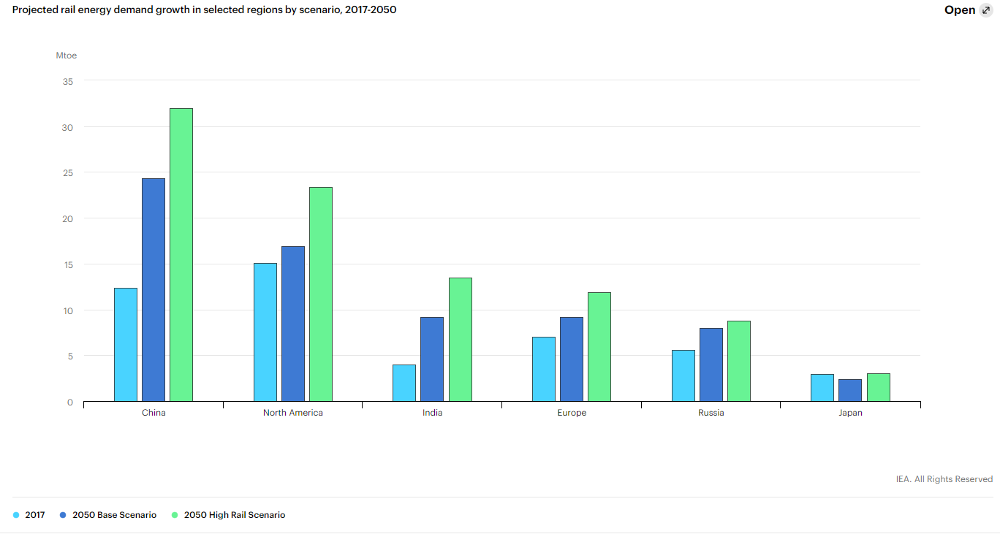 Projected rail energy demand growth in selected regions by scenario, 2017-2050
Open
Mtoe
35
30
25
20
15
10
5
0
China North America India Europe Russia Japan
IEA. All Rights Reserved
2017 2050 Base Scenario 2050 High Rail Scenario